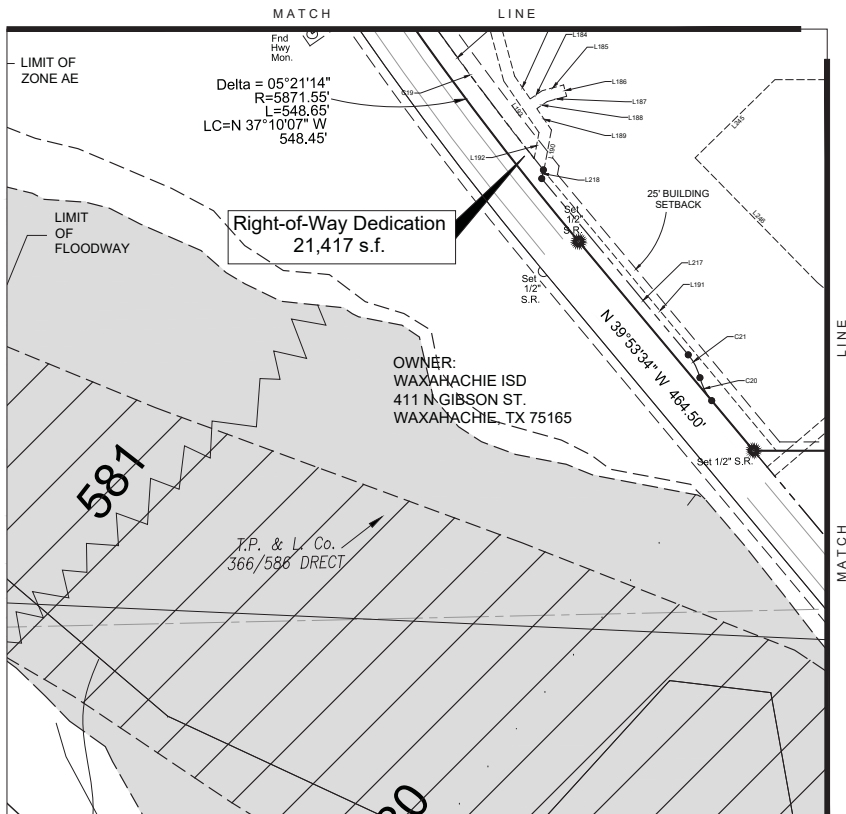 MATCH LINE
Fnd
Hwy
Mon.
LIMIT OF
ZONE AE
Delta = 05°21'14"
R=5871.55'
L=548.65'
LC=N 37°10'07" W
548.45'
C19
L184
L185
L186
L187
L188
L189
L192
190
L218
L245
L246
25' BUILDING
SETBACK
Right-of-Way Dedication
21,417 s.f.
LIMIT
OF
FLOODWAY
Set
1/2"
S.R.
Set
1/2"
S.R.
L217
L191
N 39°53'34" W 464.50'
C21
C20
LINE
OWNER:
WAXAHACHIE ISD
411 N GIBSON ST.
WAXAHACHIE, TX 75165
Set 1/2" S.R.
581
T.P. & L. Co.
366/586 DRECT
MATCH